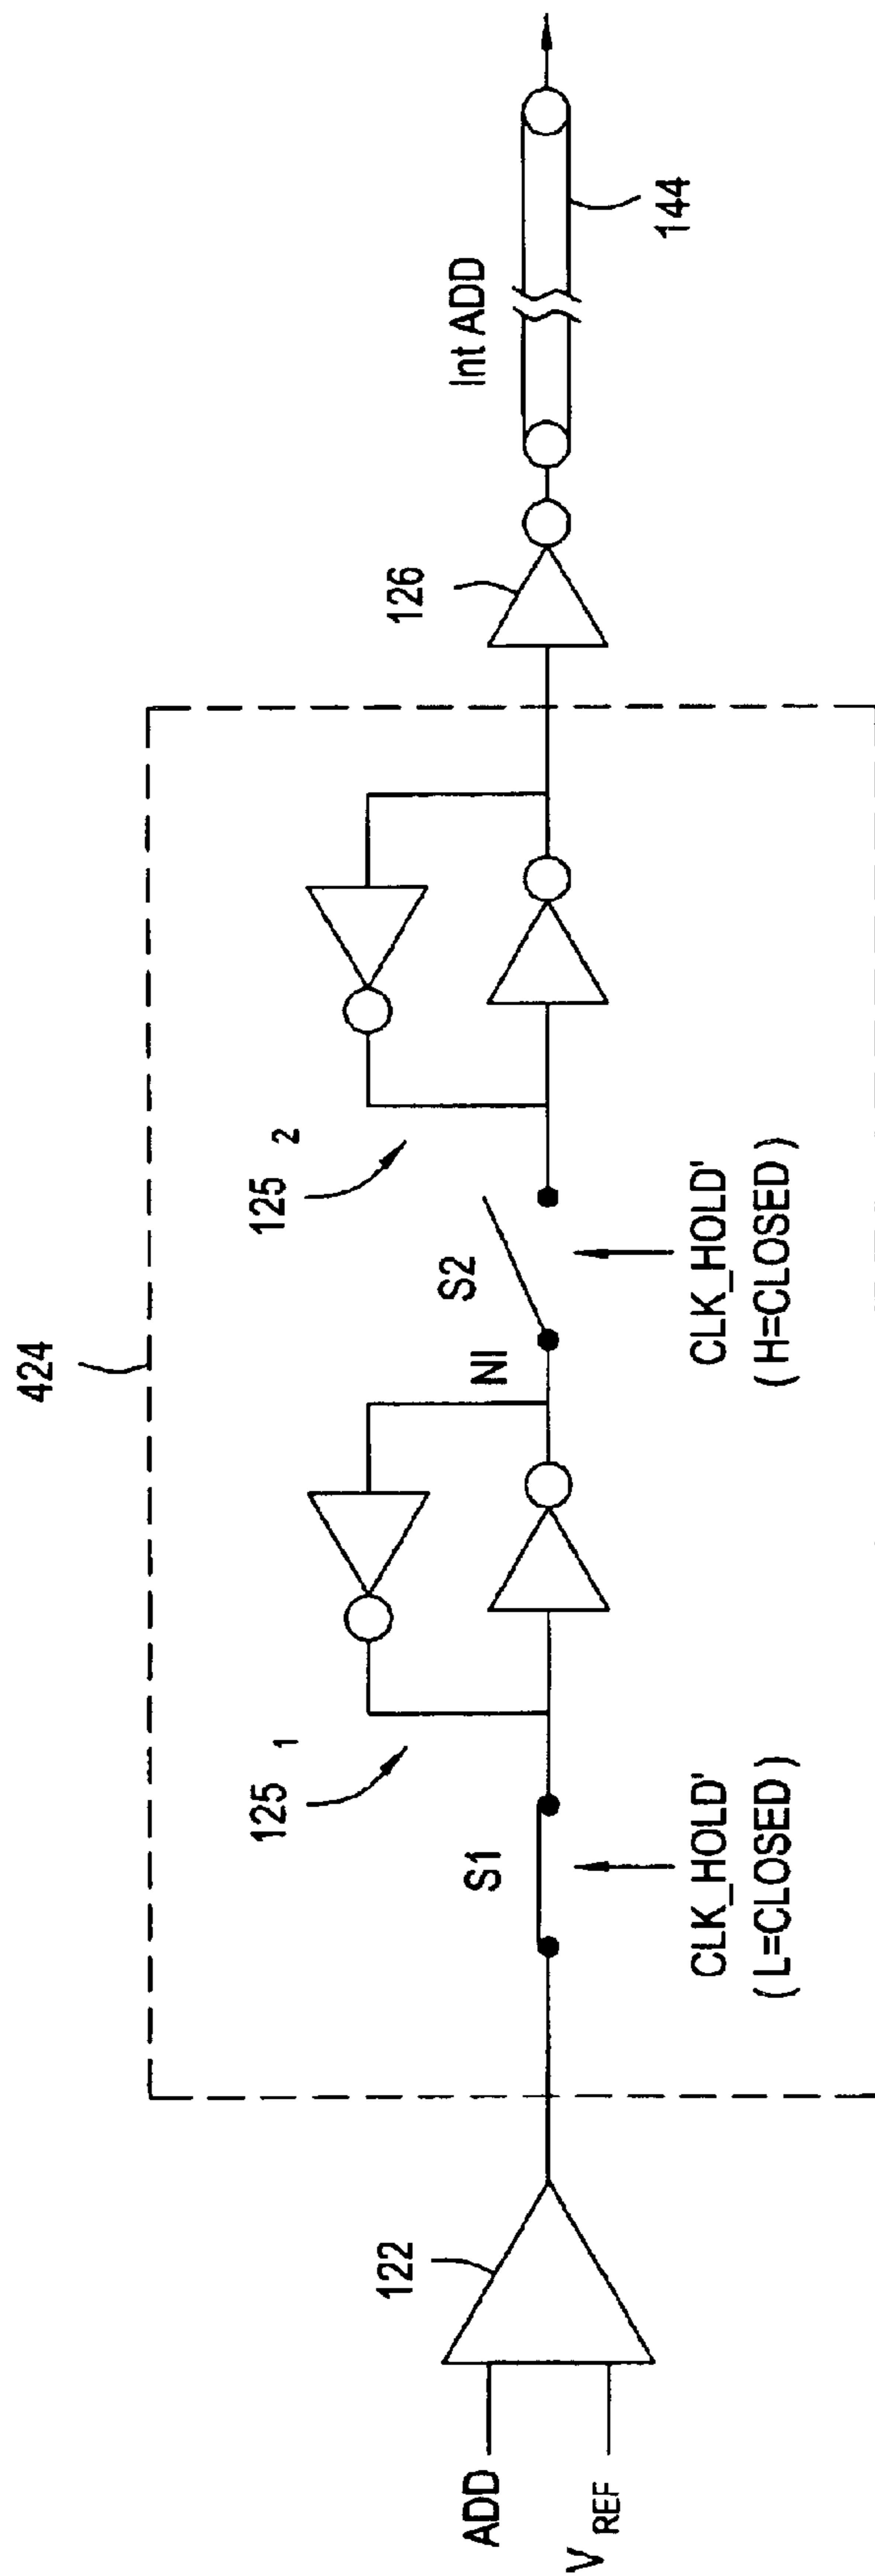 424
ADD
V REF
122
S1
CLK_HOLD'
( L=CLOSED )
125 1
NI
S2
CLK_HOLD'
( H=CLOSED )
125 2
126
Int ADD
144